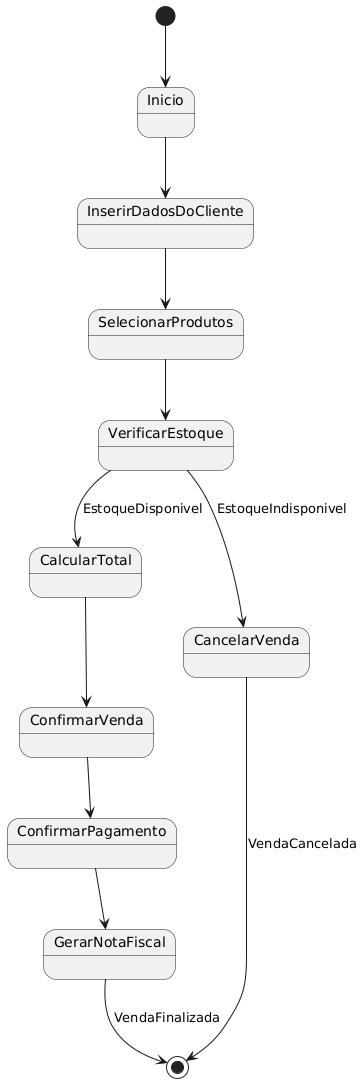 Inicio
InserirDadosDoCliente
SelecionarProdutos
VerificarEstoque
EstoqueDisponivel
EstoqueIndisponivel
CalcularTotal
CancelarVenda
ConfirmarVenda
ConfirmarPagamento
VendaCancelada
GerarNotaFiscal
VendaFinalizada